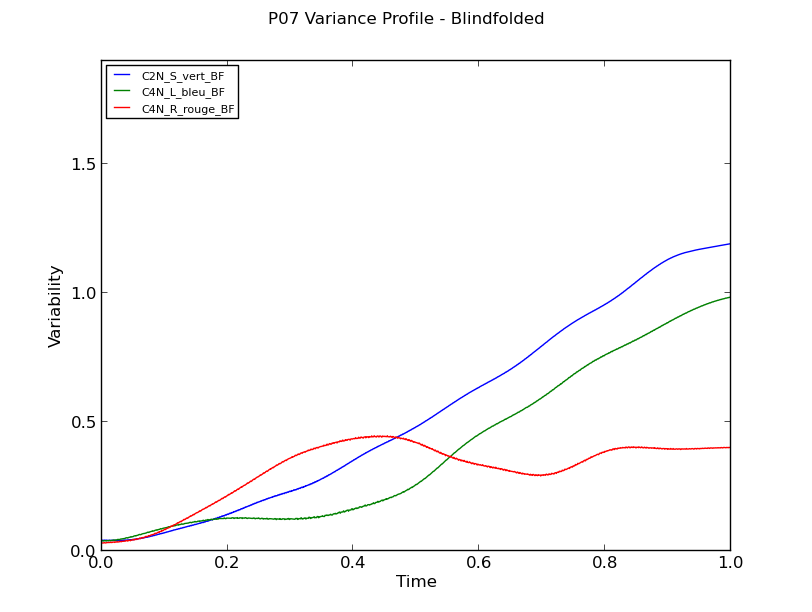 P07 Variance Profile - Blindfolded
C2N_S_vert_BF
C4N_L_bleu_BF
C4N_R_rouge_BF
Variability
1.5
1.0
0.5
0.0
0.0 0.2 0.4 0.6 0.8 1.0
Time